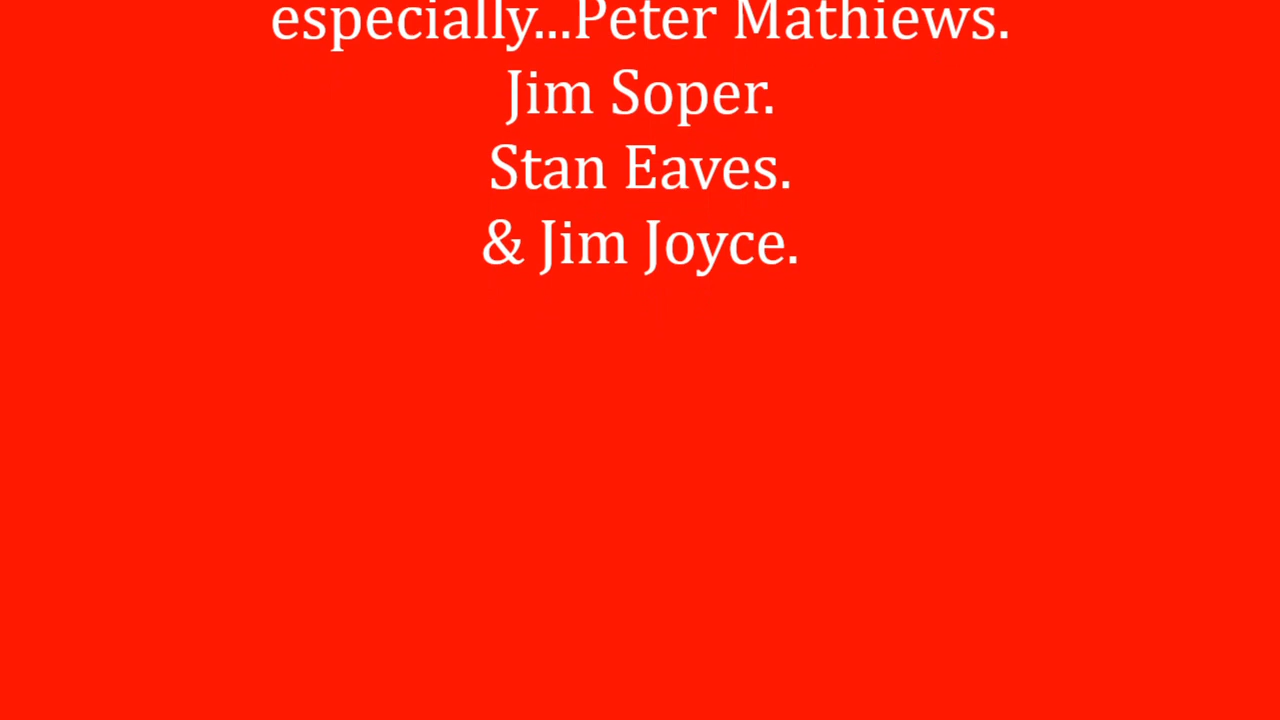 especially...Peter Mathiews.
Jim Soper.
Stan Eaves.
& Jim Joyce.